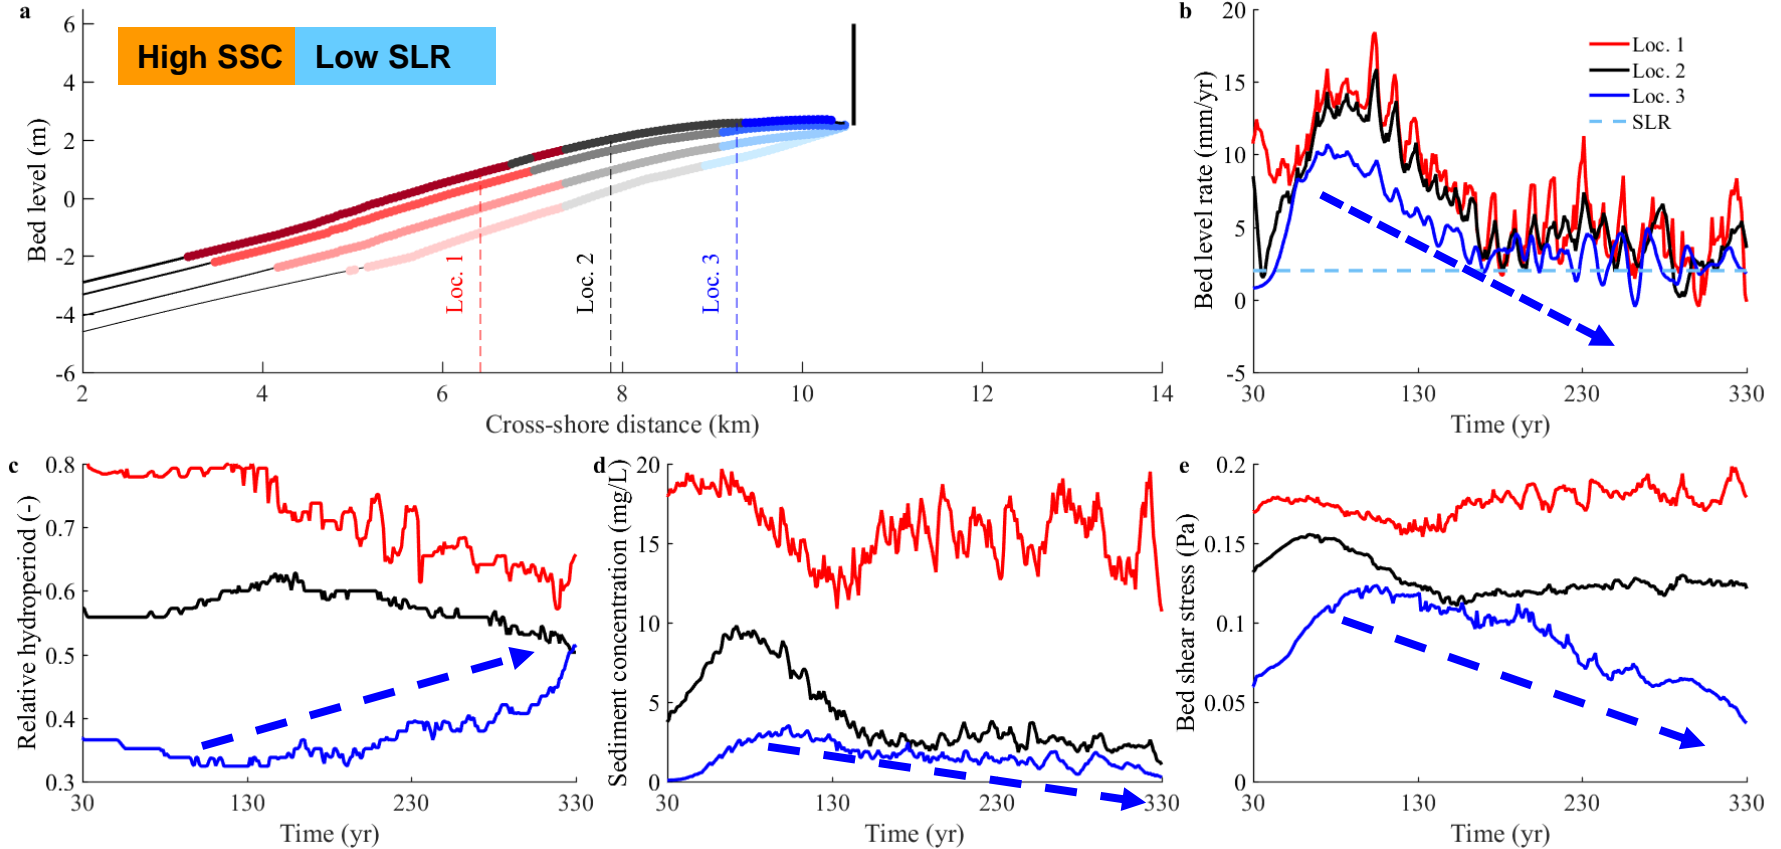 a
High SSC Low SLR
6
4
2
0
-2
-4
-6
Bed level (m)
Loc. 1
Loc. 2
Loc. 3
2 4 6 8 10 12 14
Cross-shore distance (km)
b
20
15
10
5
0
-5
Bed level rate (mm/yr)
Loc. 1
Loc. 2
Loc. 3
SLR
30 130 230 330
Time (yr)
c
0.8
0.7
0.6
0.5
0.4
0.3
Relative hydroperiod (-)
30 130 230 330
Time (yr)
d
20
15
10
5
0
Sediment concentration (mg/L)
30 130 230 330
Time (yr)
e
0.2
0.15
0.1
0.05
0
Bed shear stress (Pa)
30 130 230 330
Time (yr)